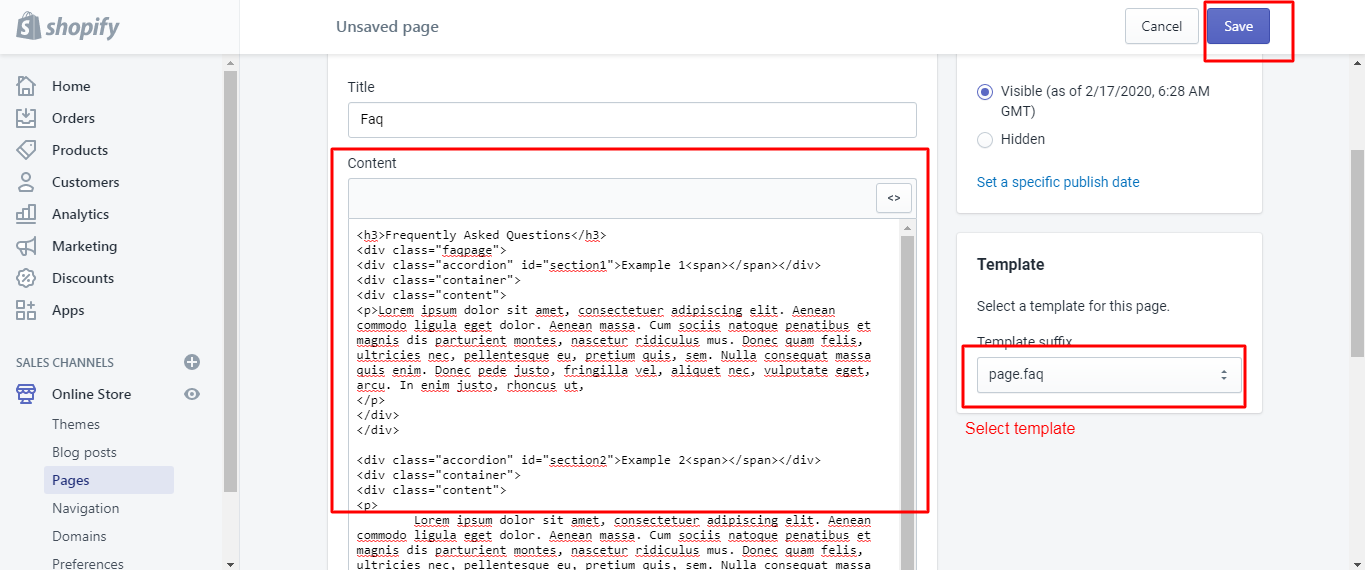 shopify
Unsaved page
Cancel
Save
Home
Orders
Products
Customers
Analytics
Marketing
Discounts
Apps
SALES CHANNELS
Online Store
Themes
Blog posts
Pages
Navigation
Domains
Preferences
Title
Faq
Content
<>
<h3>Frequently Asked Questions</h3>
<div class="faqpage">
<div class="accordion" id="section1">Example 1<span></span></div>
<div class="container">
<div class="content">
<p>Lorem ipsum dolor sit amet, consectetuer adipiscing elit. Aenean
commodo ligula eget dolor. Aenean massa. Cum sociis natoque penatibus et
magnis dis parturient montes, nascetur ridiculus mus. Donec quam felis,
ultricies nec, pellentesque eu, pretium quis, sem. Nulla consequat massa
quis enim. Donec pede justo, fringilla vel, aliquet nec, vulputate eget,
arcu. In enim justo, rhoncus ut,
</p>
</div>
</div>
<div class="accordion" id="section2">Example 2<span></span></div>
<div class="container">
<div class="content">
<p>
Lorem ipsum dolor sit amet, consectetuer adipiscing elit. Aenean
commodo ligula eget dolor. Aenean massa. Cum sociis natoque penatibus et
magnis dis parturient montes, nascetur ridiculus mus. Donec quam felis,
ultricies nec, pellentesque eu, pretium quis, sem. Nulla consequat massa
Visible (as of 2/17/2020, 6:28 AM
GMT)
Hidden
Set a specific publish date
Template
Select a template for this page.
Template suffix
page.faq
Select template